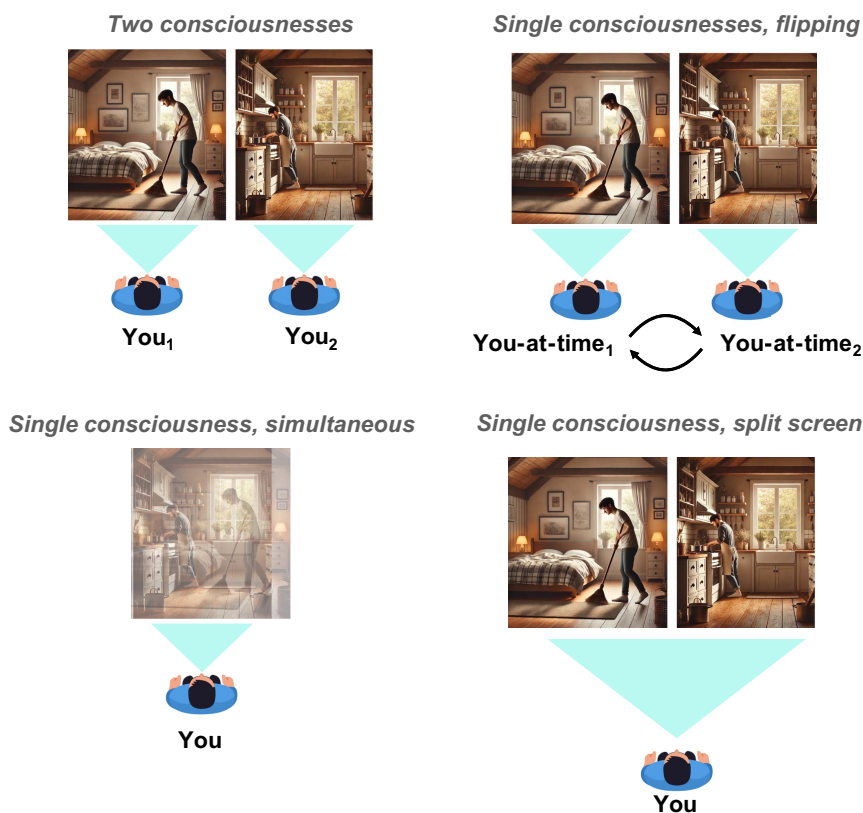 Two consciousnesses
Single consciousnesses, flipping
You₁
You₂
You-at-time₁
You-at-time₂
Single consciousness, simultaneous
Single consciousness, split screen
You
You